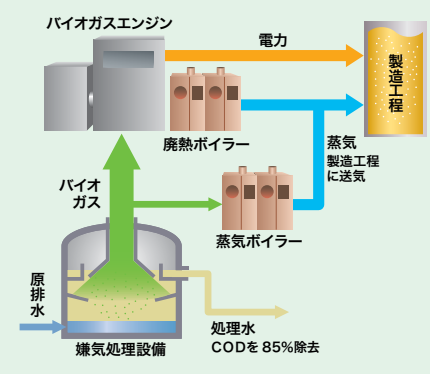 バイオガスエンジン
電力
製造工程
廃熱ボイラー
蒸気
製造工程
に送気
バイオ
ガス
蒸気ボイラー
原排水
処理水
CODを85%除去
嫌気処理設備